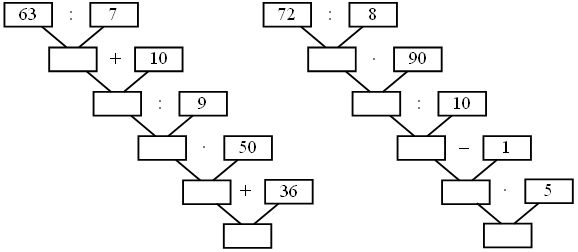 63 : 7 72 : 8
+ 10 · 90
: 9 : 10
· 50 – 1
+ 36 · 5